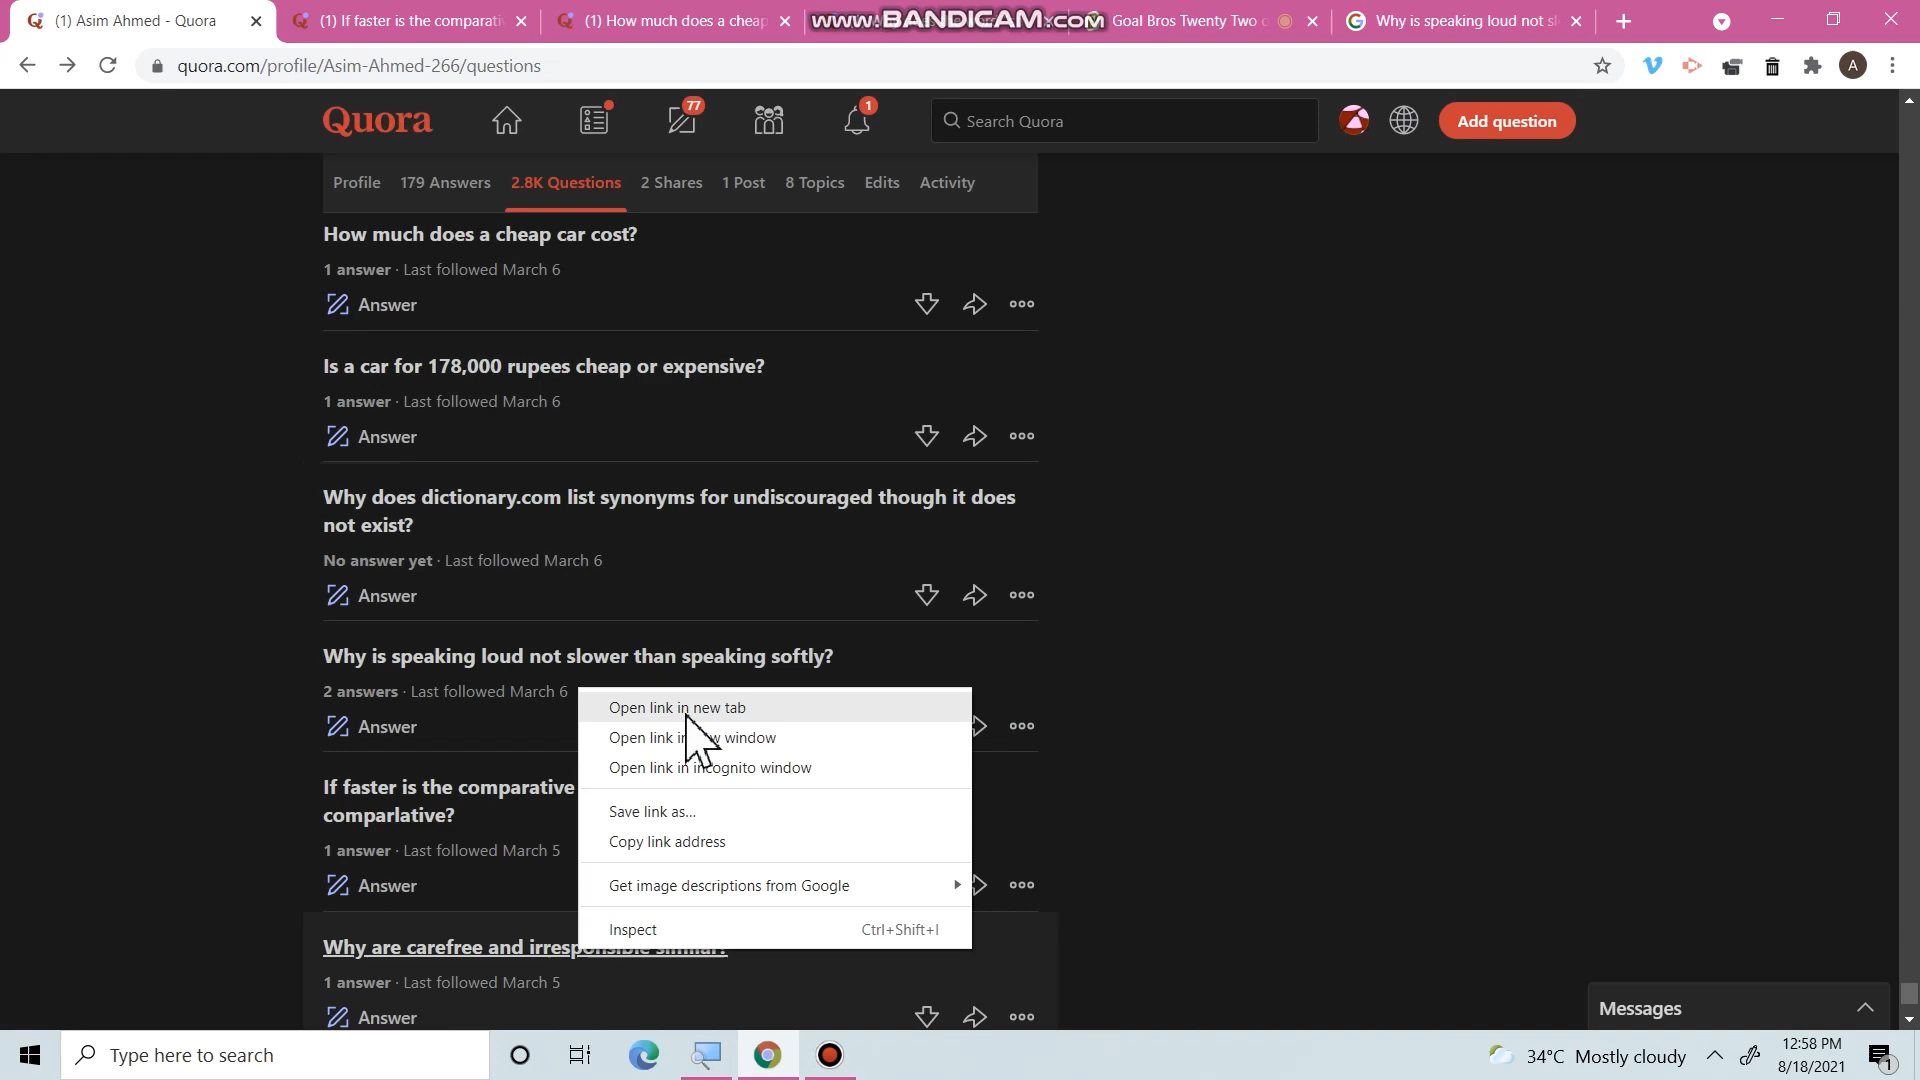 (1) Asim Ahmed - Quora
(1) If faster is the comparati
(1) How much does a cheap
www.BANDICAM.com
Goal Bros Twenty Two
Why is speaking loud not sl
quora.com/profile/Asim-Ahmed-266/questions
A
Quora
77
1
Search Quora
Add question
Profile
179 Answers
2.8K Questions
2 Shares
1 Post
8 Topics
Edits
Activity
How much does a cheap car cost?
1 answer · Last followed March 6
Answer
Is a car for 178,000 rupees cheap or expensive?
1 answer · Last followed March 6
Answer
Why does dictionary.com list synonyms for undiscouraged though it does
not exist?
No answer yet · Last followed March 6
Answer
Why is speaking loud not slower than speaking softly?
2 answers · Last followed March 6
Answer
If faster is the comparative
comparlative?
1 answer · Last followed March 5
Answer
Why are carefree and irresponsible similar?
1 answer · Last followed March 5
Answer
Open link in new tab
Open link in new window
Open link in incognito window
Save link as...
Copy link address
Get image descriptions from Google
Inspect
Ctrl+Shift+I
Messages
Type here to search
34°C Mostly cloudy
12:58 PM
8/18/2021
1